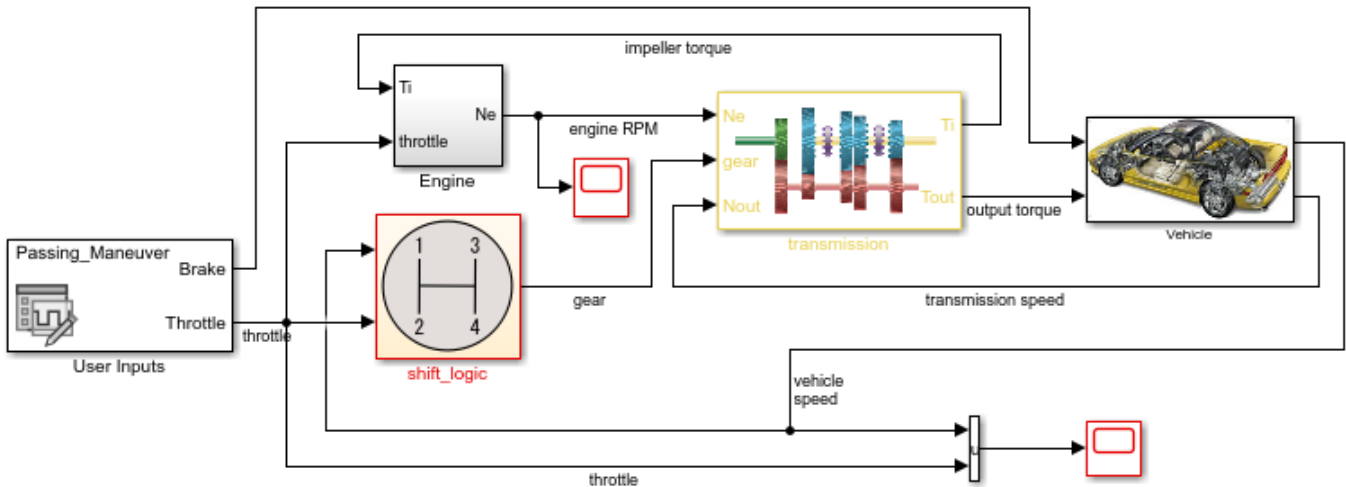 impeller torque
Ti
throttle
Ne
Engine
engine RPM
Ne
gear
Nout
Ti
Tout
transmission
output torque
Vehicle
Passing_Maneuver
Brake
Throttle
User Inputs
throttle
1 3
2 4
shift_logic
gear
transmission speed
vehicle
speed
throttle